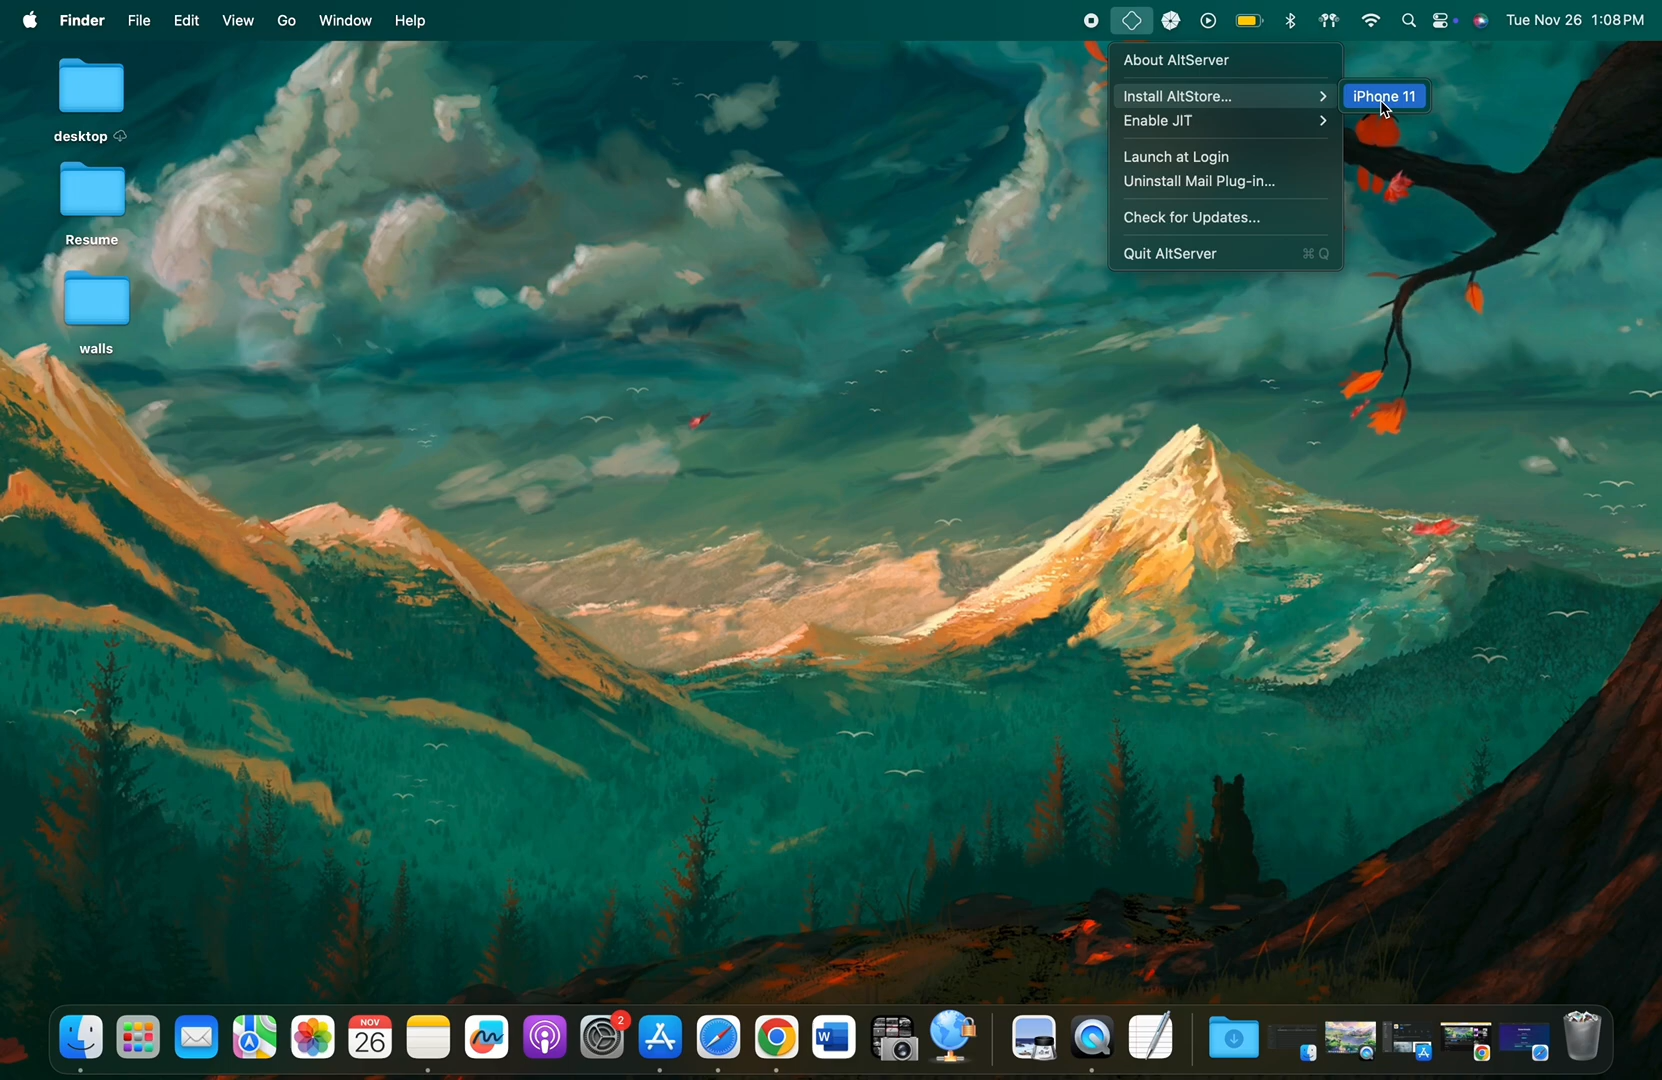 Finder File Edit View Go Window Help Tue Nov 26 1:08 PM
About AltServer
Install AltStore... iPhone 11
Enable JIT
Launch at Login
Uninstall Mail Plug-in...
Check for Updates...
Quit AltServer ⌘ Q
desktop
Resume
walls
2
NOV
26
W